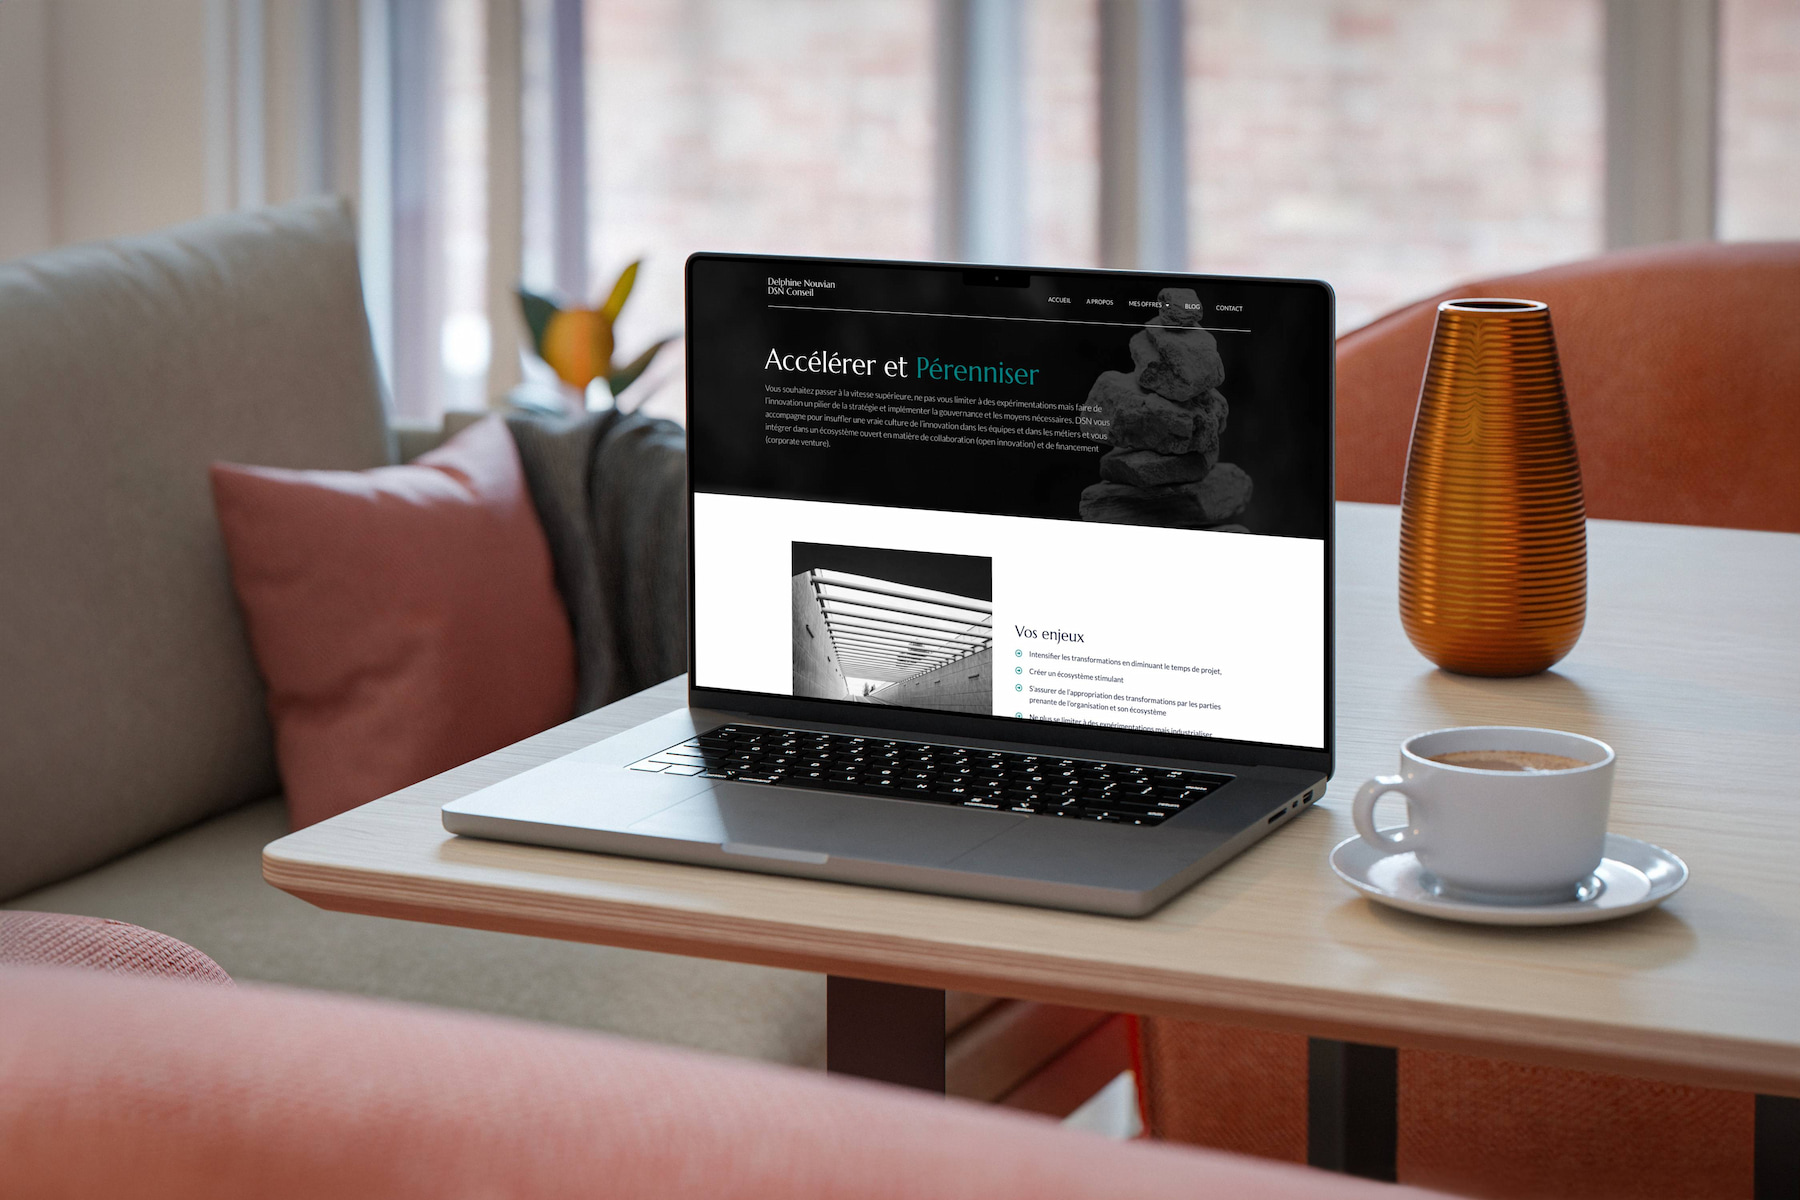 Delphine Nouvian
DSN Conseil
ACCUEIL A PROPOS MES OFFRES BLOG CONTACT
Accélérer et Pérenniser
Vous souhaitez passer à la vitesse supérieure, ne pas vous limiter à des expérimentations mais faire de
l'innovation un pilier de la stratégie et implémenter la gouvernance et les moyens nécessaires, DSN vous
accompagne pour insuffler une vraie culture de l'innovation dans les équipes et dans les métiers et vous
intégrer dans un écosystème ouvert en matière de collaboration (open innovation) et de financement
(corporate venture).
Vos enjeux
Intensifier les transformations en diminuant le temps de projet,
Créer un écosystème stimulant
S'assurer de l'appropriation des transformations par les parties
prenante de l'organisation et son écosystème
Ne plus se limiter à des expérimentations mais industrialiser